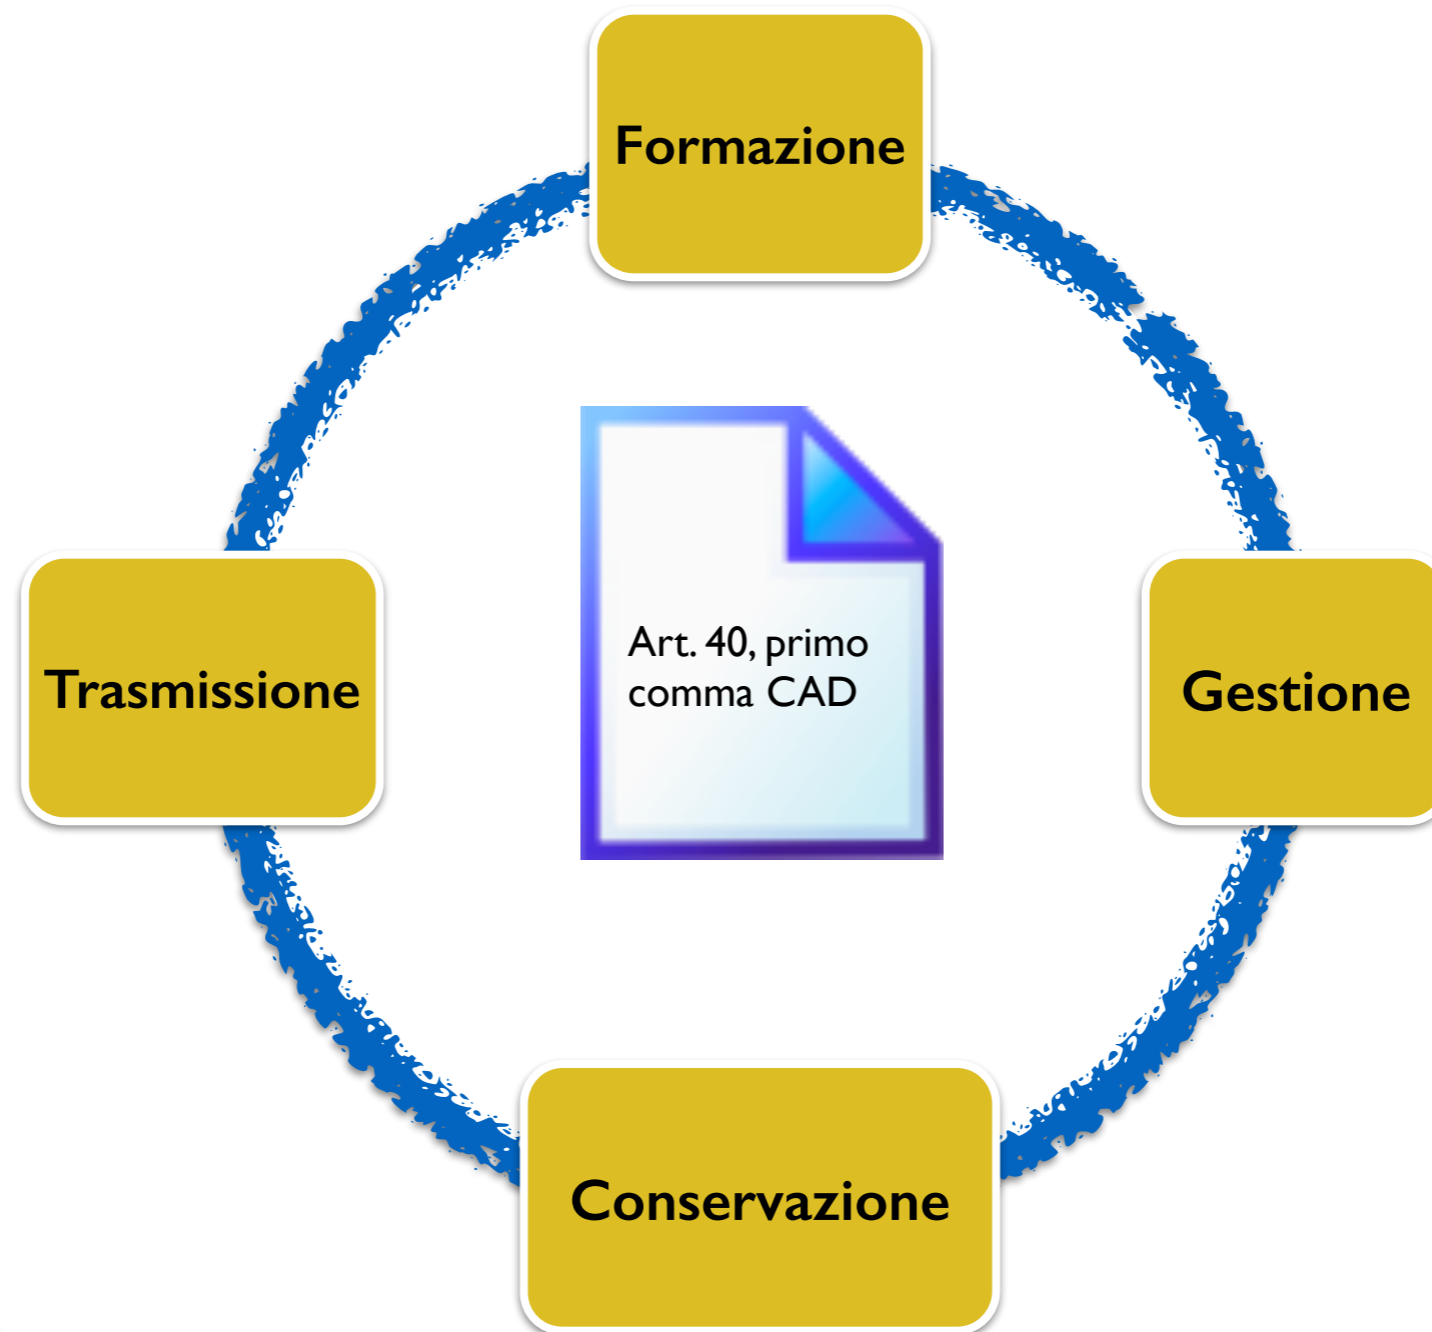 Formazione
Art. 40, primo
comma CAD
Trasmissione
Gestione
Conservazione